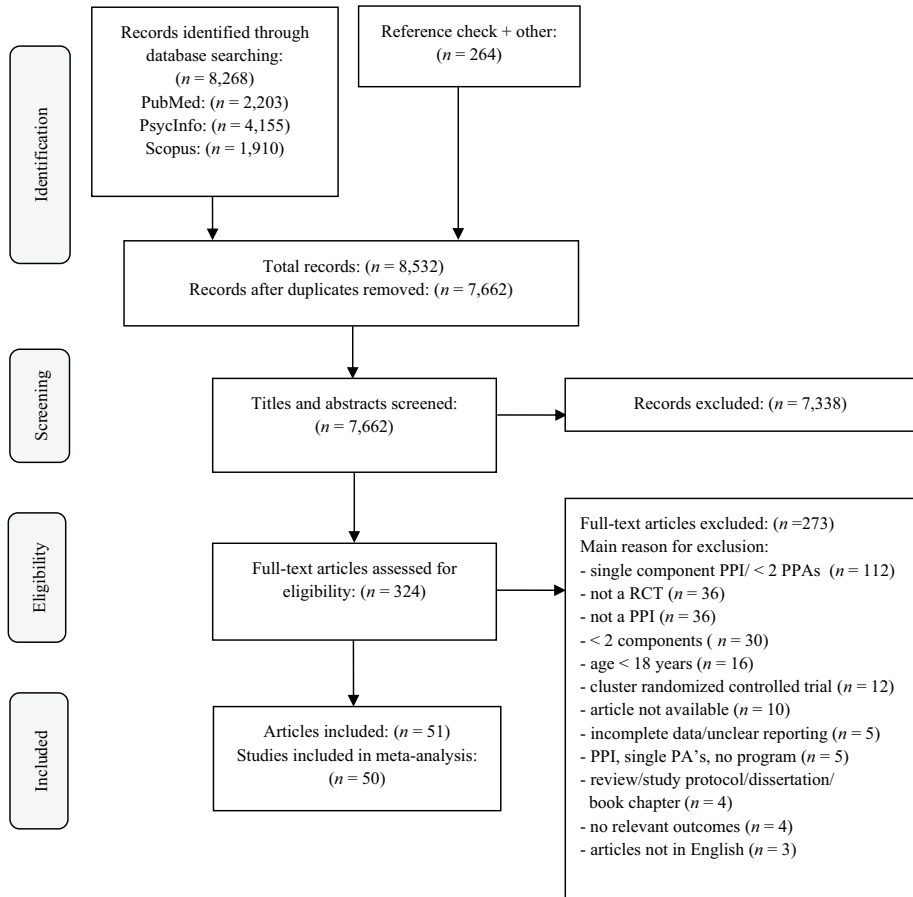 Identification
Records identified through
database searching:
(n = 8,268)
PubMed: (n = 2,203)
PsycInfo: (n = 4,155)
Scopus: (n = 1,910)
Reference check + other:
(n = 264)
Total records: (n = 8,532)
Records after duplicates removed: (n = 7,662)
Screening
Titles and abstracts screened:
(n = 7,662)
Records excluded: (n = 7,338)
Eligibility
Full-text articles assessed for
eligibility: (n = 324)
Full-text articles excluded: (n =273)
Main reason for exclusion:
- single component PPI/ < 2 PPAs (n = 112)
- not a RCT (n = 36)
- not a PPI (n = 36)
- < 2 components ( n = 30)
- age < 18 years (n = 16)
- cluster randomized controlled trial (n = 12)
- article not available (n = 10)
- incomplete data/unclear reporting (n = 5)
- PPI, single PA's, no program (n = 5)
- review/study protocol/dissertation/
book chapter (n = 4)
- no relevant outcomes (n = 4)
- articles not in English (n = 3)
Included
Articles included: (n = 51)
Studies included in meta-analysis:
(n = 50)